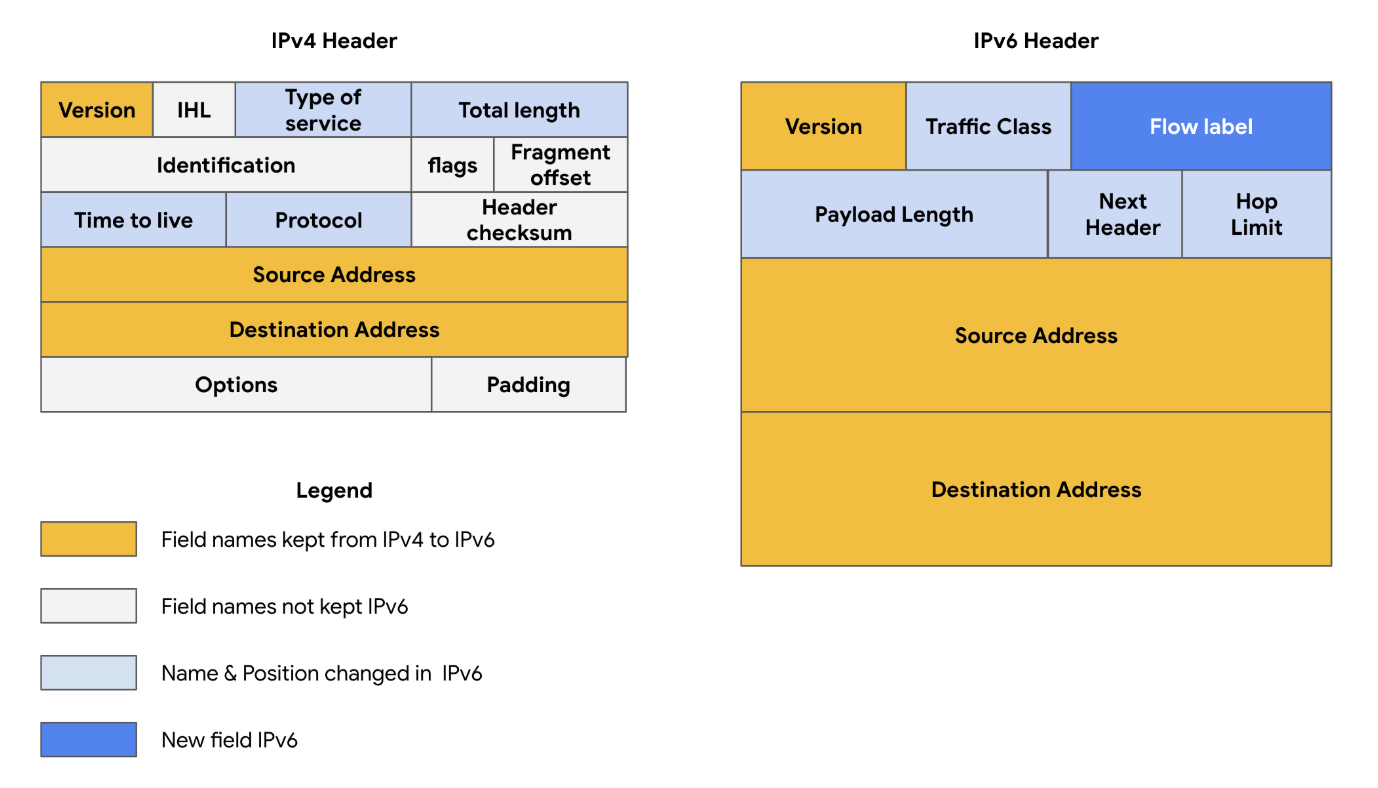 IPv4 Header
Version
IHL
Type of
service
Total length
Identification
flags
Fragment
offset
Time to live
Protocol
Header
checksum
Source Address
Destination Address
Options
Padding
Legend
Field names kept from IPv4 to IPv6
Field names not kept IPv6
Name & Position changed in  IPv6
New field IPv6
IPv6 Header
Version
Traffic Class
Flow label
Payload Length
Next
Header
Hop
Limit
Source Address
Destination Address